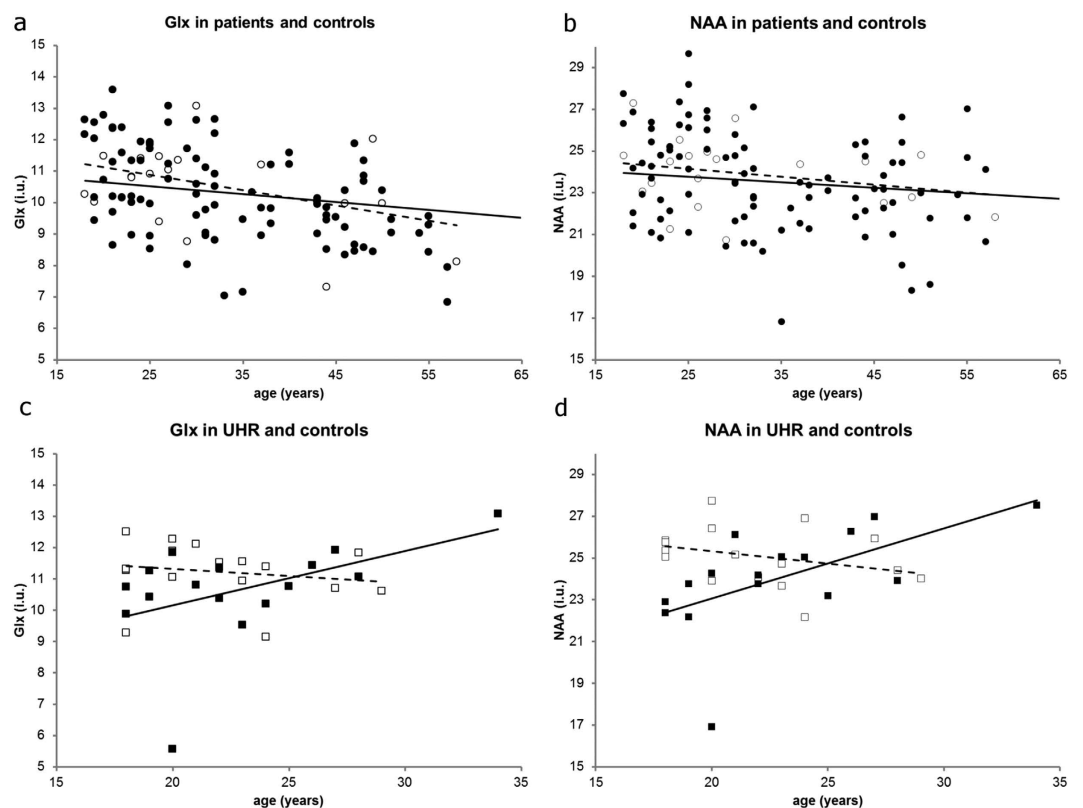 a
Glx in patients and controls
15
14
13
12
11
10
9
8
7
6
5
Glx (i.u.)
15 25 35 45 55 65
age (years)
b
NAA in patients and controls
29
27
25
23
21
19
17
15
NAA (i.u.)
15 25 35 45 55 65
age (years)
c
Glx in UHR and controls
15
14
13
12
11
10
9
8
7
6
5
Glx (i.u.)
15 20 25 30 35
age (years)
d
NAA in UHR and controls
29
27
25
23
21
19
17
15
NAA (i.u.)
15 20 25 30 35
age (years)